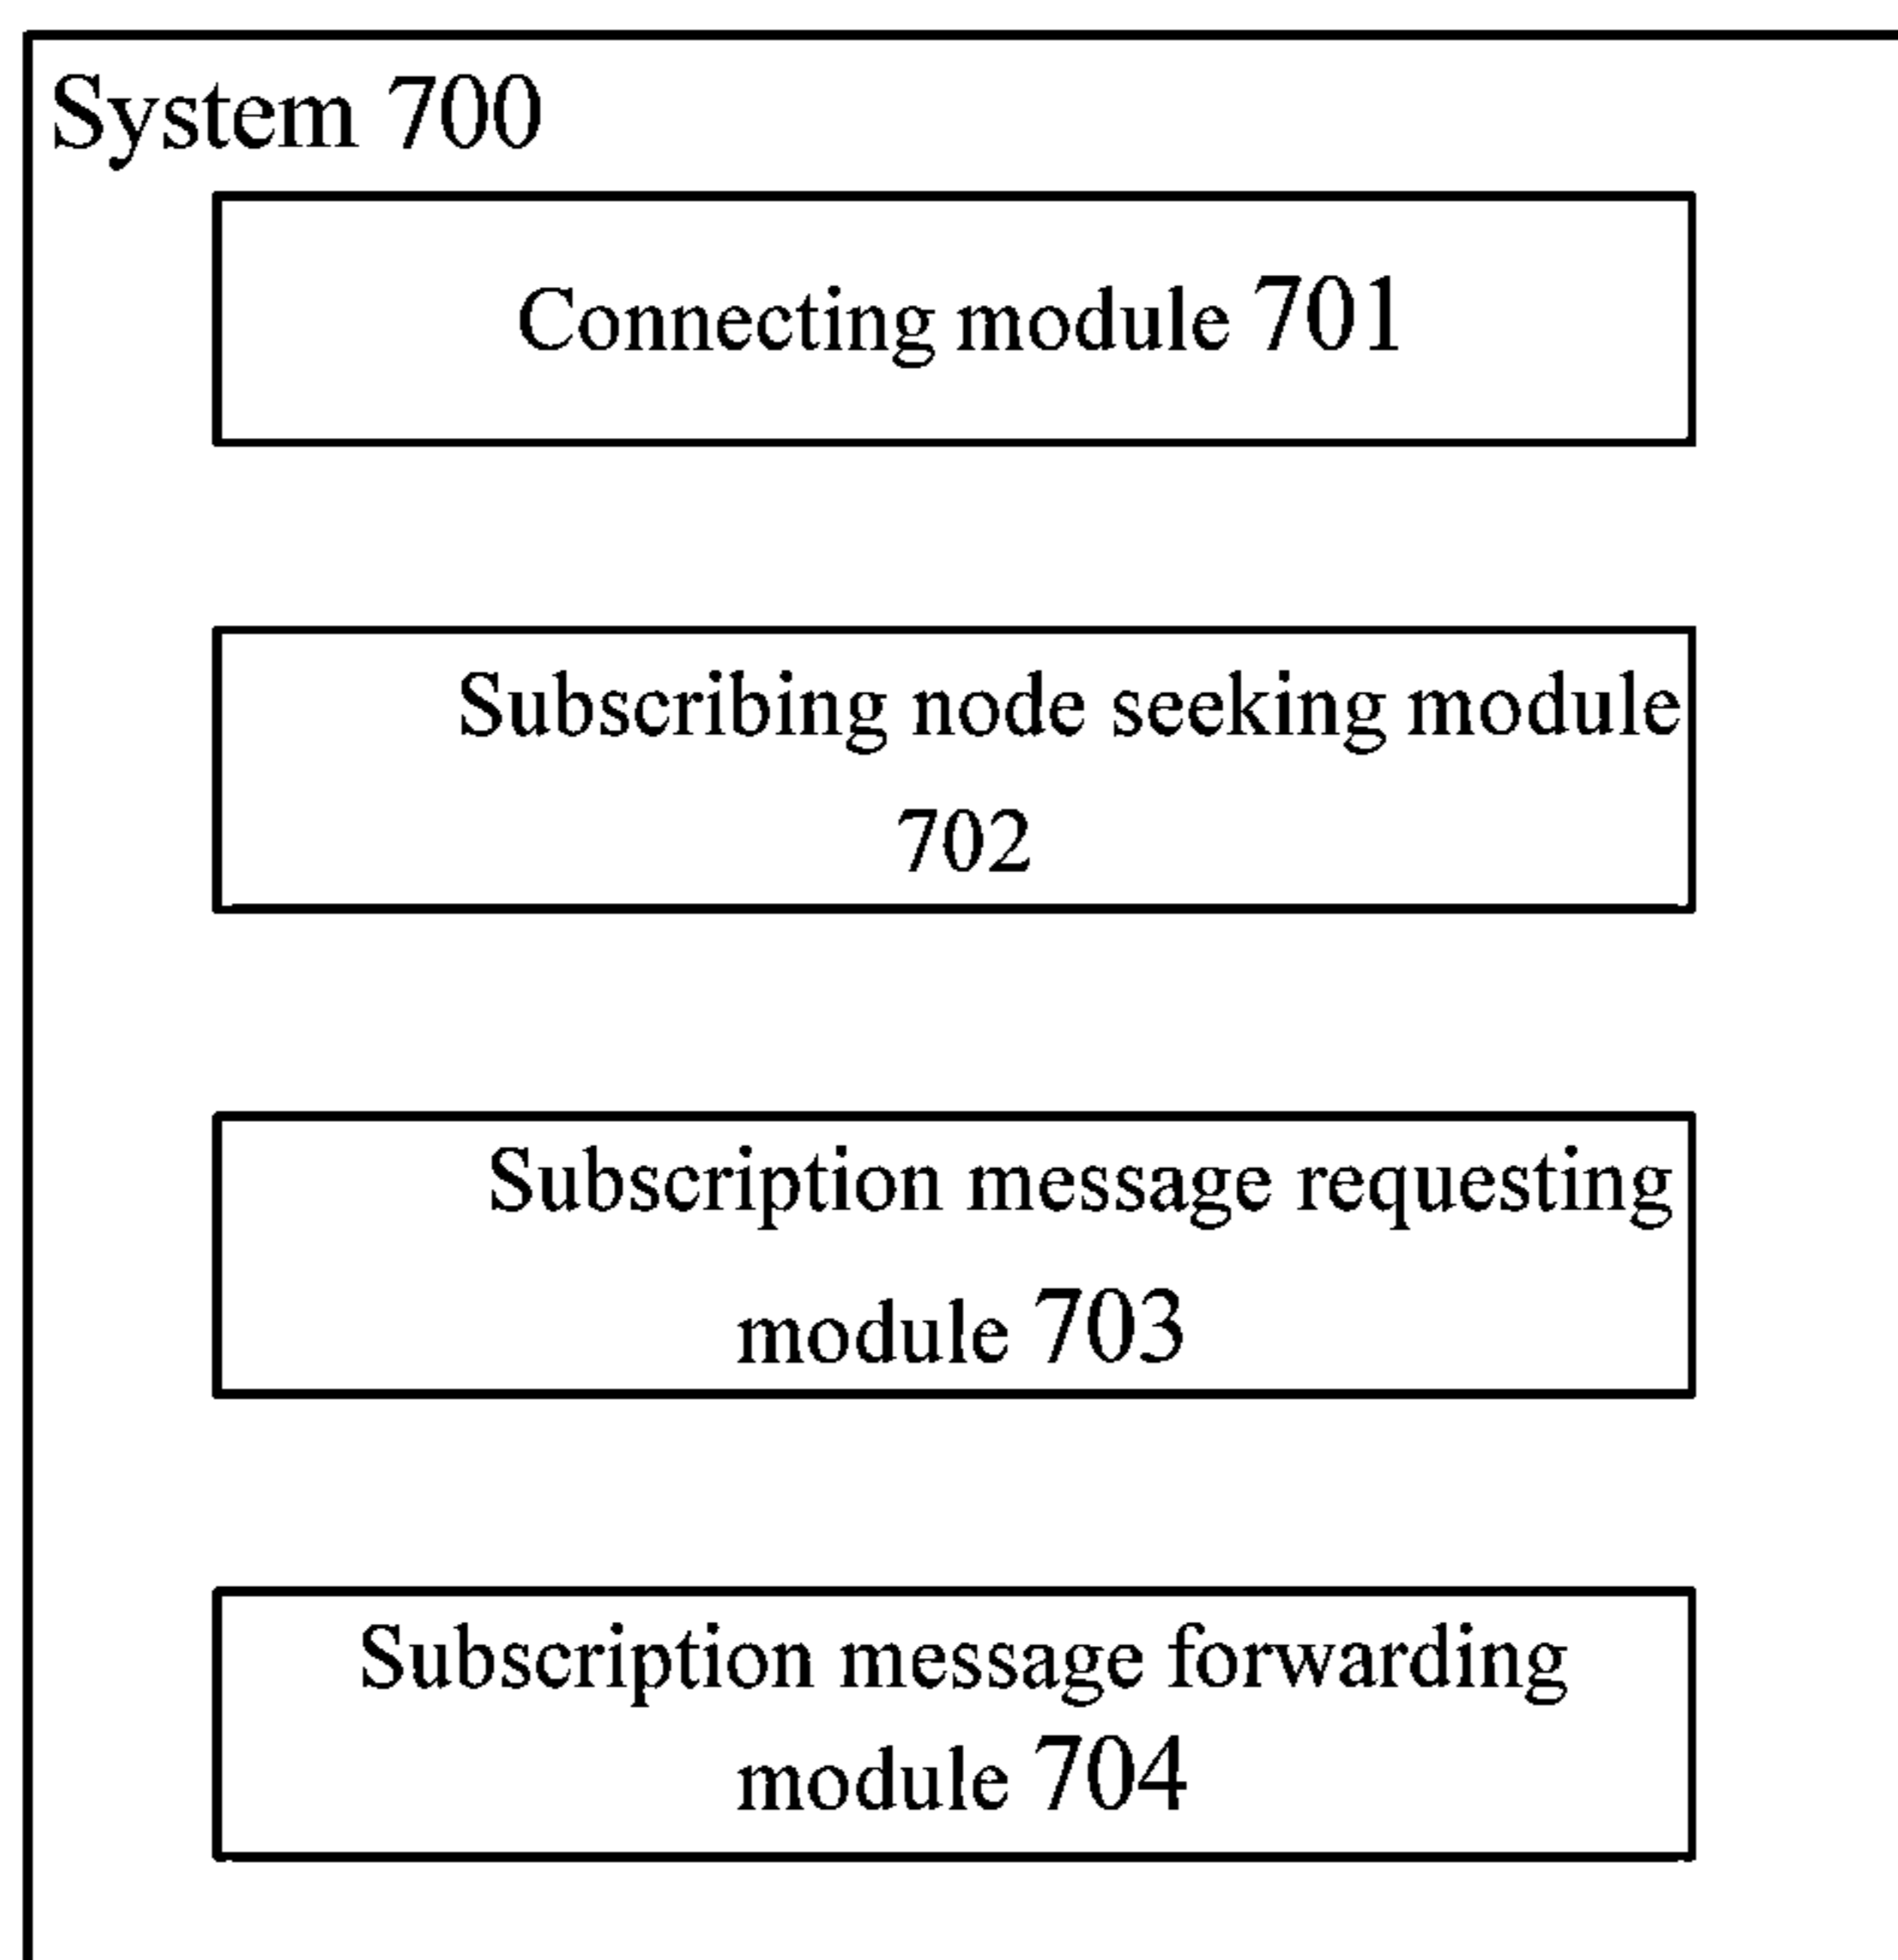 System 700
Connecting module 701
Subscribing node seeking module
702
Subscription message requesting
module 703
Subscription message forwarding
module 704